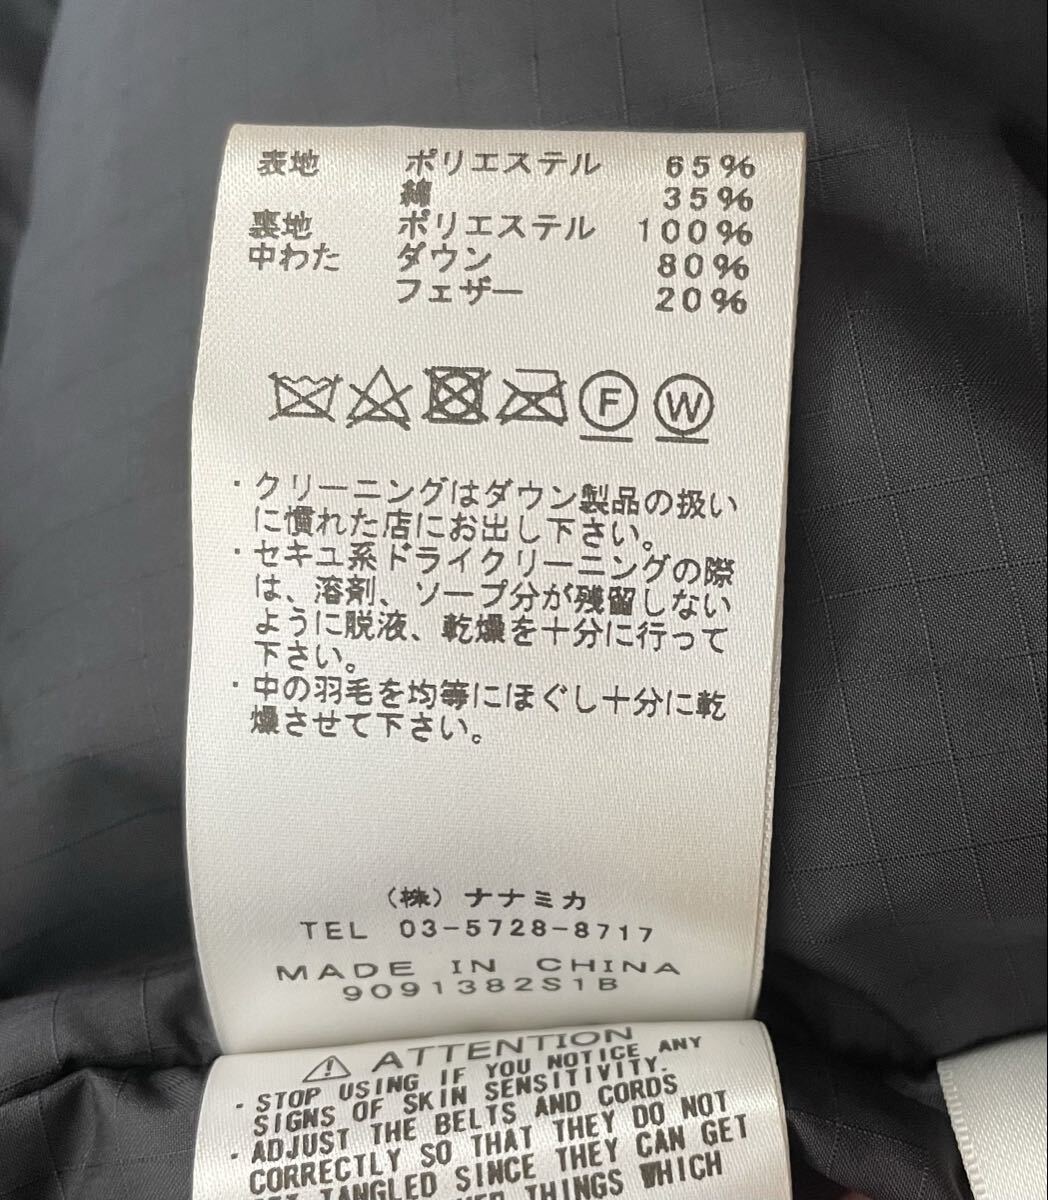 表地 ポリエステル 65%
綿 35%
裏地 ポリエステル 100%
中わた ダウン 80%
フェザー 20%
F W
・クリーニングはダウン製品の扱い
に慣れた店にお出し下さい。
・セキユ系ドライクリーニングの際
は、溶剤、ソープ分が残留しない
ように脱液、乾燥を十分に行って
下さい。
・中の羽毛を均等にほぐし十分に乾
燥させて下さい。
(株) ナナミカ
TEL 03-5728-8717
MADE IN CHINA
9091382S1B
ATTENTION
・STOP USING IF YOU NOTICE ANY
SIGNS OF SKIN SENSITIVITY.
・ADJUST THE BELTS AND CORDS
CORRECTLY SO THAT THEY DO NOT
TANGLED SINCE THEY CAN GET
THINGS WHICH